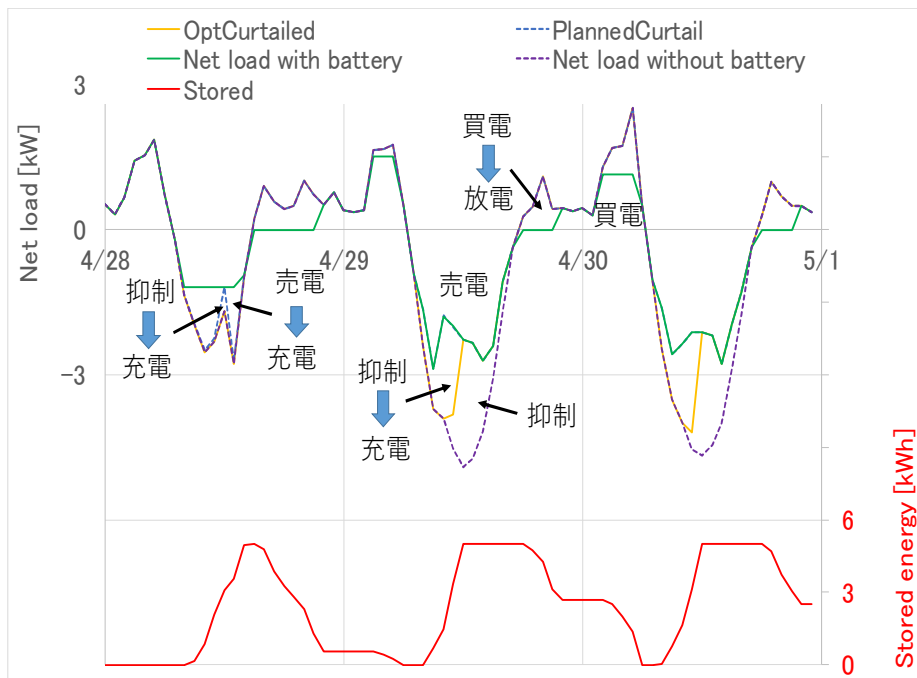 OptCurtailed
PlannedCurtail
Net load with battery
Net load without battery
Stored
3
0
−3
Net load [kW]
4/28
4/29
4/30
5/1
抑制
充電
売電
充電
買電
放電
買電
売電
抑制
充電
抑制
6
3
0
Stored energy [kWh]